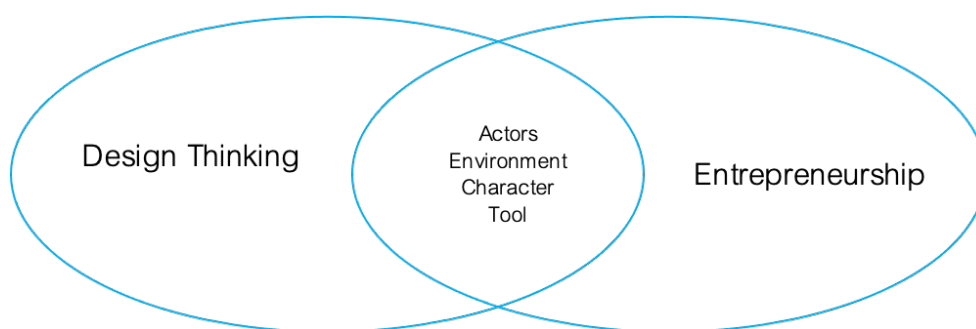 Design Thinking
Actors
Environment
Character
Tool
Entrepreneurship